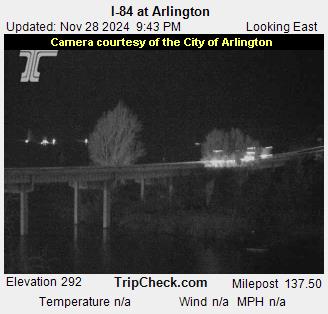 I-84 at Arlington
Updated: Nov 28 2024 9:43 PM Looking East
Camera courtesy of the City of Arlington
Elevation 292 TripCheck.com Milepost 137.50
Temperature n/a Wind n/a MPH n/a